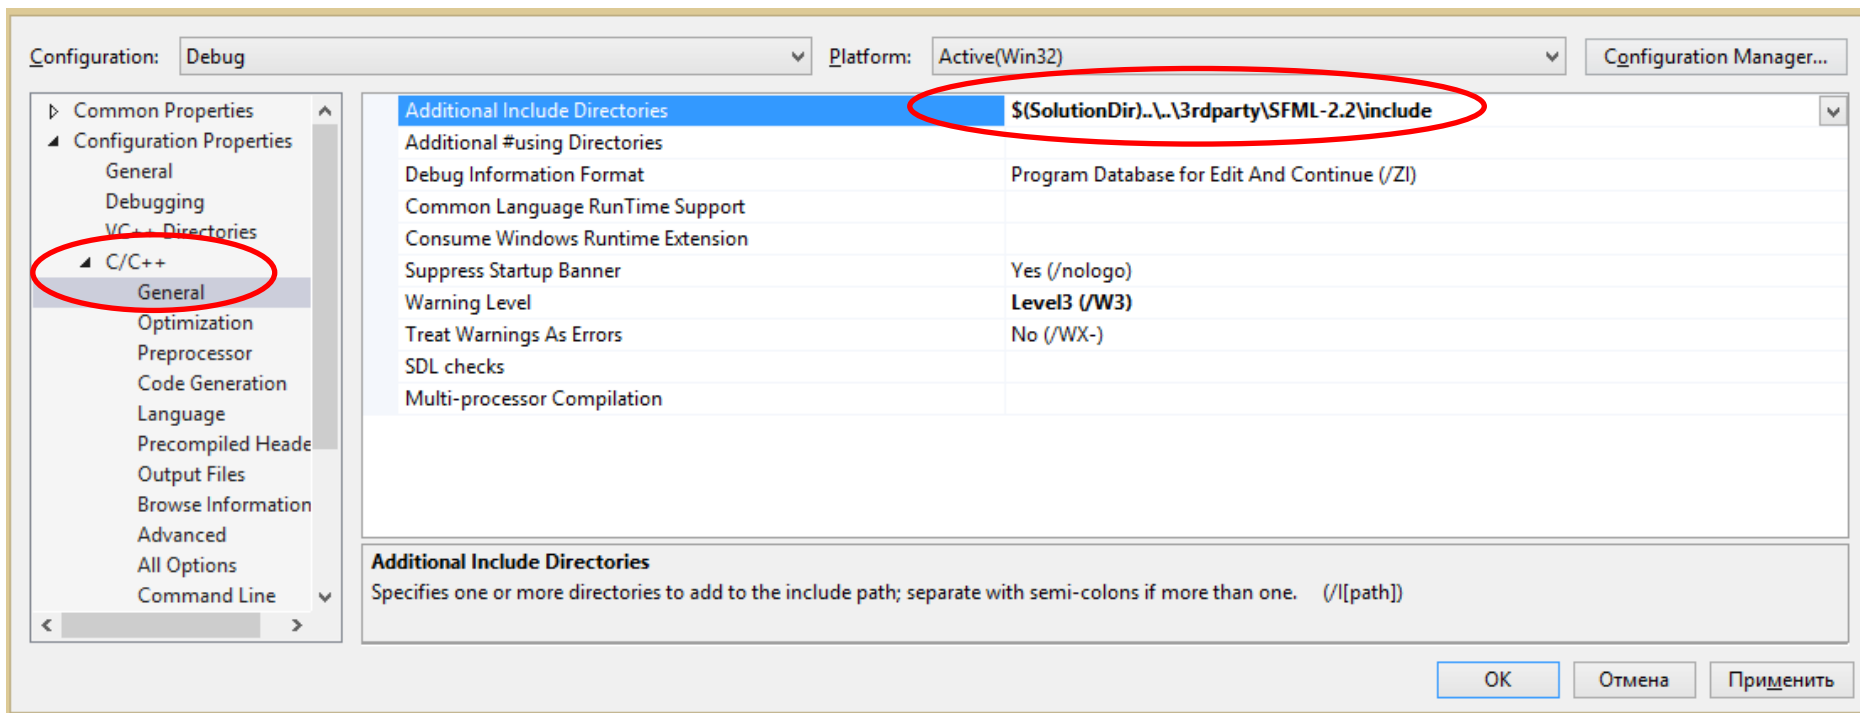 Configuration: Debug Platform: Active(Win32) Configuration Manager...
Common Properties
Configuration Properties
General
Debugging
VC++ Directories
C/C++
General
Optimization
Preprocessor
Code Generation
Language
Precompiled Heade
Output Files
Browse Information
Advanced
All Options
Command Line
Additional Include Directories $(SolutionDir)..\..\3rdparty\SFML-2.2\include
Additional #using Directories
Debug Information Format Program Database for Edit And Continue (/ZI)
Common Language RunTime Support
Consume Windows Runtime Extension
Suppress Startup Banner Yes (/nologo)
Warning Level Level3 (/W3)
Treat Warnings As Errors No (/WX-)
SDL checks
Multi-processor Compilation
Additional Include Directories
Specifies one or more directories to add to the include path; separate with semi-colons if more than one. (/I[path])
OK Отмена Применить